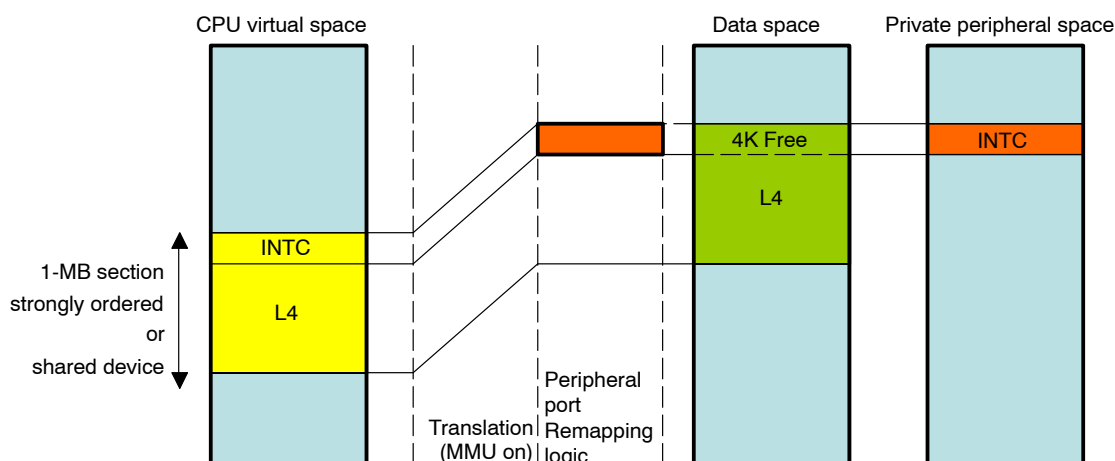 CPU virtual space
Data space
Private peripheral space
4K Free
INTC
L4
INTC
L4
1-MB section
strongly ordered
or
shared device
Translation
(MMU on)
Peripheral
port
Remapping
logic